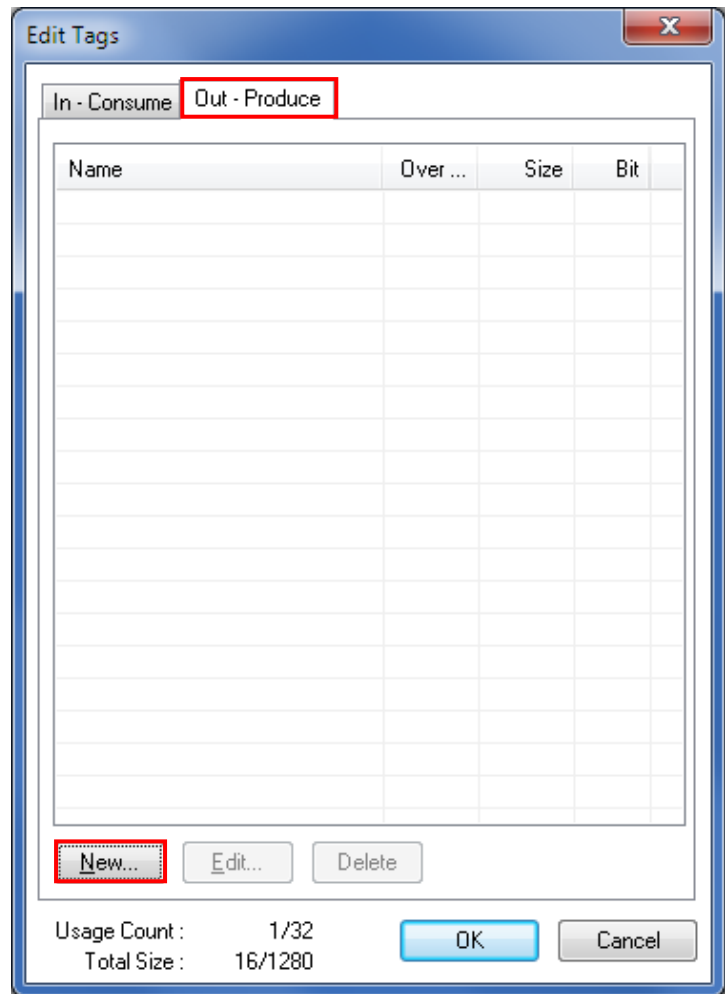 Edit Tags
In - Consume Out - Produce
Name Over ... Size Bit
New... Edit... Delete
Usage Count : 1/32 OK Cancel
Total Size : 16/1280